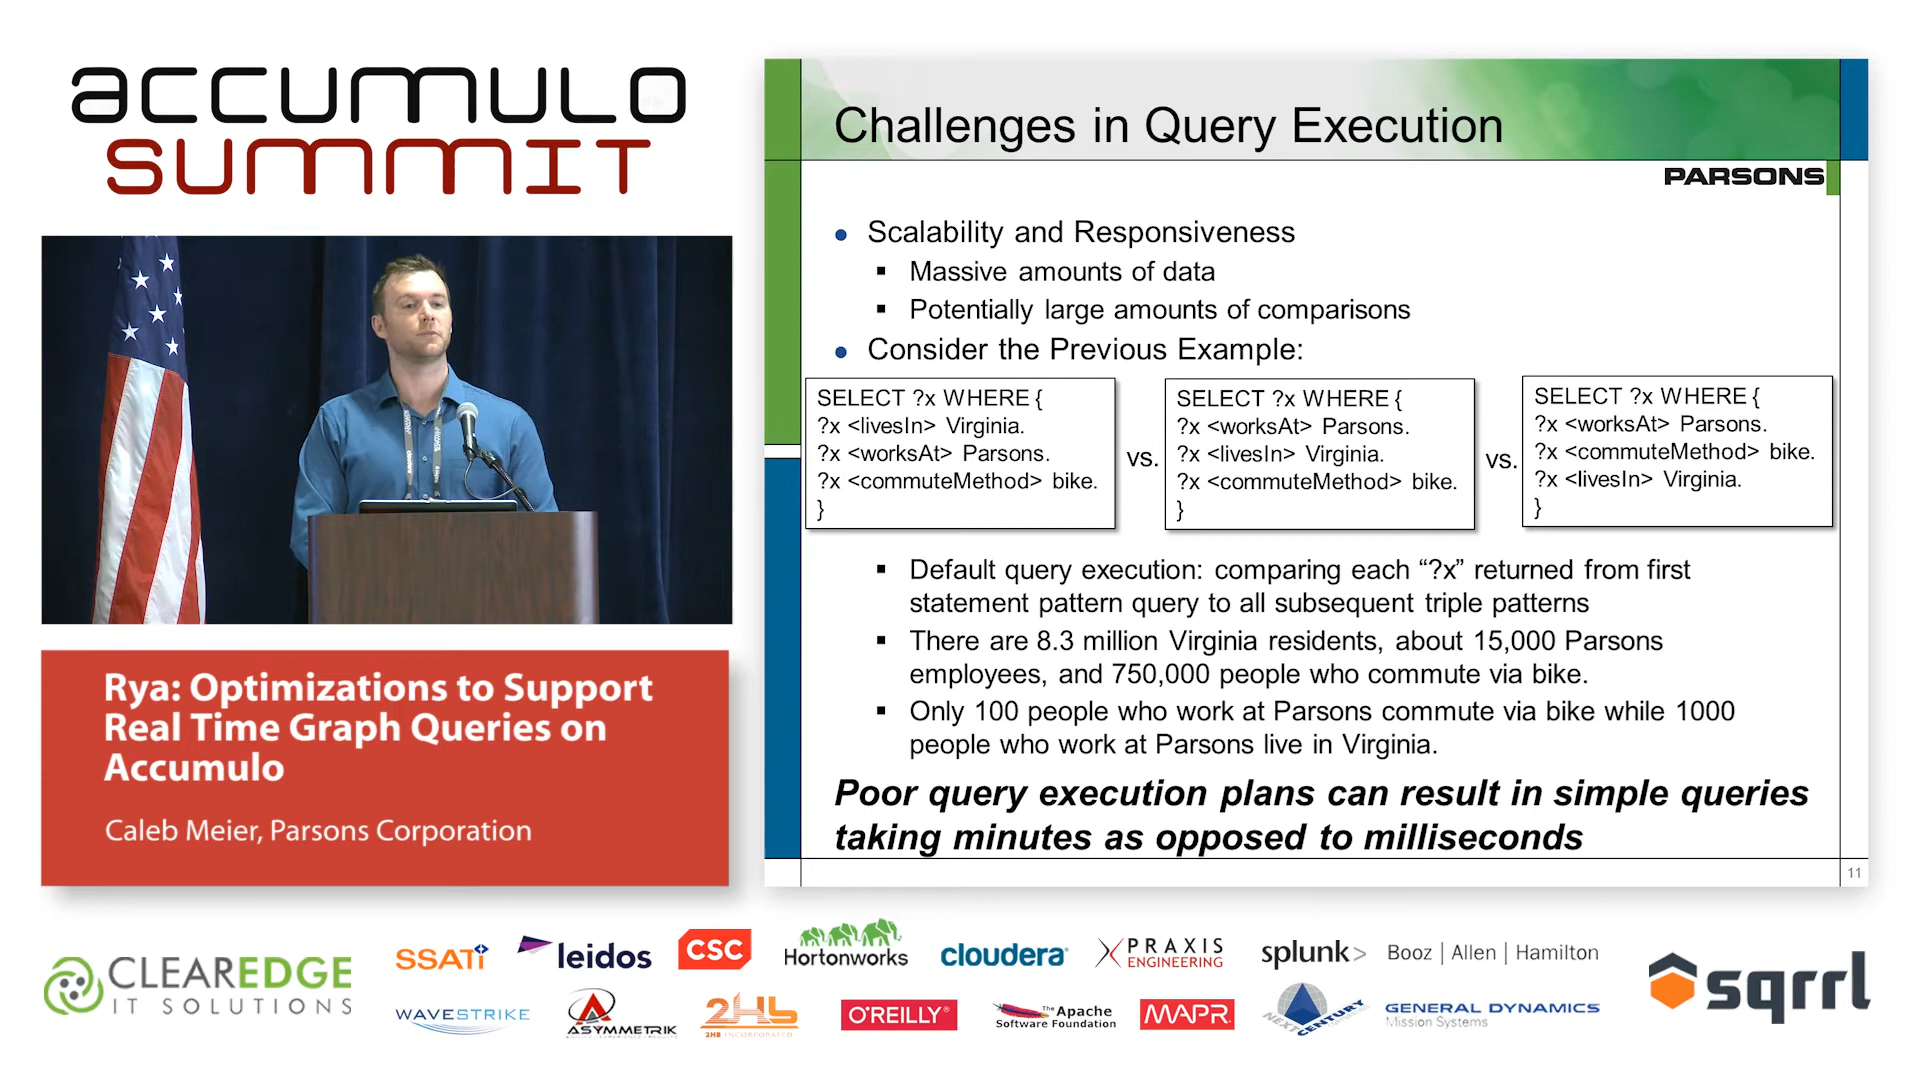 ACCUMULO
SUMMIT
Rya: Optimizations to Support
Real Time Graph Queries on
Accumulo
Caleb Meier, Parsons Corporation
Challenges in Query Execution
PARSONS
Scalability and Responsiveness
Massive amounts of data
Potentially large amounts of comparisons
Consider the Previous Example:
SELECT ?x WHERE {
?x <livesIn> Virginia.
?x <worksAt> Parsons.
?x <commuteMethod> bike.
}
vs.
SELECT ?x WHERE {
?x <worksAt> Parsons.
?x <livesIn> Virginia.
?x <commuteMethod> bike.
}
vs.
SELECT ?x WHERE {
?x <worksAt> Parsons.
?x <commuteMethod> bike.
?x <livesIn> Virginia.
}
Default query execution: comparing each “?x” returned from first
statement pattern query to all subsequent triple patterns
There are 8.3 million Virginia residents, about 15,000 Parsons
employees, and 750,000 people who commute via bike.
Only 100 people who work at Parsons commute via bike while 1000
people who work at Parsons live in Virginia.
Poor query execution plans can result in simple queries
taking minutes as opposed to milliseconds
11
CLEAREDGE
IT SOLUTIONS
SSATi
leidos
CSC
Hortonworks
cloudera
PRAXIS
ENGINEERING
splunk>
Booz | Allen | Hamilton
sqrrl
WAVESTRIKE
ASYMMETRIK
2HB
2HB INCORPORATED
O'REILLY
The Apache
Software Foundation
MAPR
NEXT CENTURY
GENERAL DYNAMICS
Mission Systems